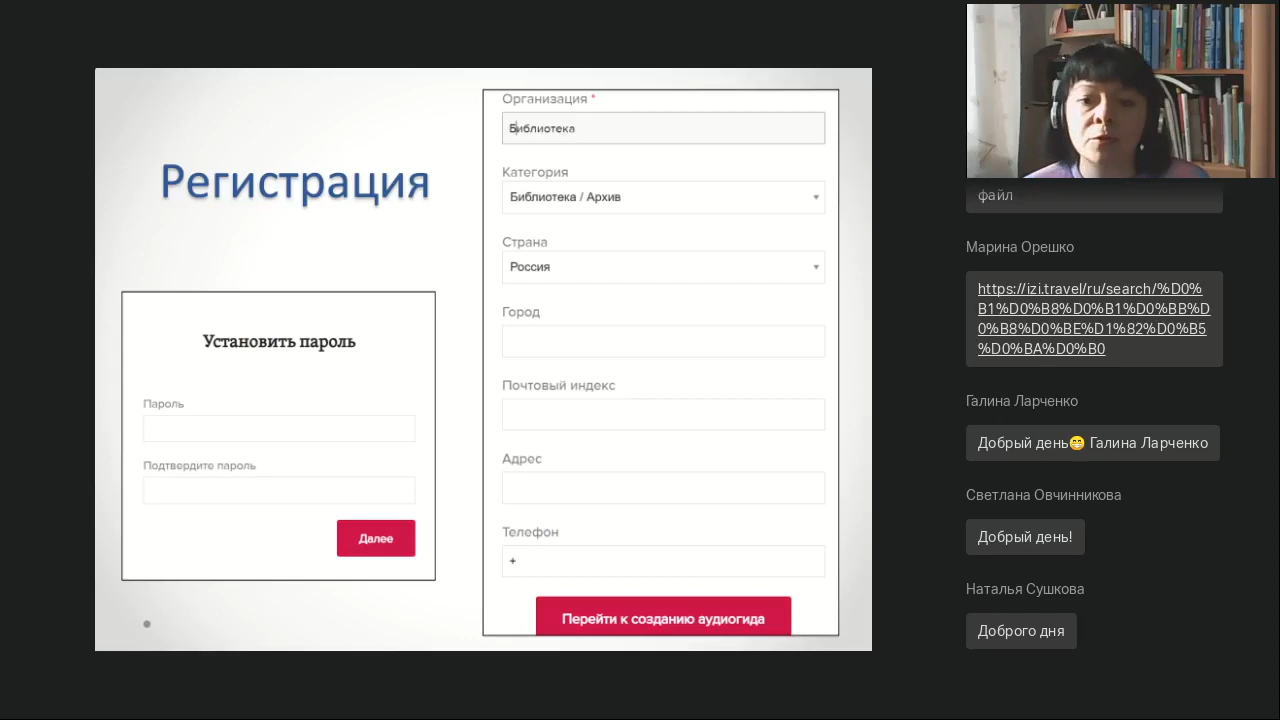 Регистрация
Установить пароль
Пароль
Подтвердите пароль
Далее
Организация *
Библиотека
Категория
Библиотека / Архив
Страна
Россия
Город
Почтовый индекс
Адрес
Телефон
+
Перейти к созданию аудиогида
файл
Марина Орешко
https://izi.travel/ru/search/%D0%
B1%D0%B8%D0%B1%D0%BB%D
0%B8%D0%BE%D1%82%D0%B5
%D0%BA%D0%B0
Галина Ларченко
Добрый день😁 Галина Ларченко
Светлана Овчинникова
Добрый день!
Наталья Сушкова
Доброго дня